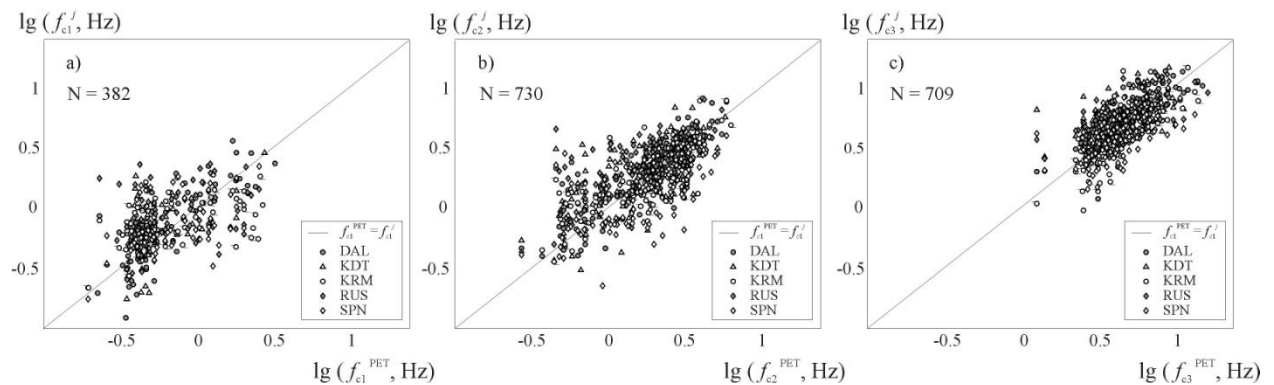 lg (f_c1^j, Hz)
a)
N = 382
1
0.5
0
-0.5
f_c1^PET = f_c1^j
DAL
KDT
KRM
RUS
SPN
-0.5 0 0.5 1
lg (f_c1^PET, Hz)
lg (f_c2^j, Hz)
b)
N = 730
1
0.5
0
-0.5
f_c1^PET = f_c1^j
DAL
KDT
KRM
RUS
SPN
-0.5 0 0.5 1
lg (f_c2^PET, Hz)
lg (f_c3^j, Hz)
c)
N = 709
1
0.5
0
-0.5
f_c1^PET = f_c1^j
DAL
KDT
KRM
RUS
SPN
-0.5 0 0.5 1
lg (f_c3^PET, Hz)